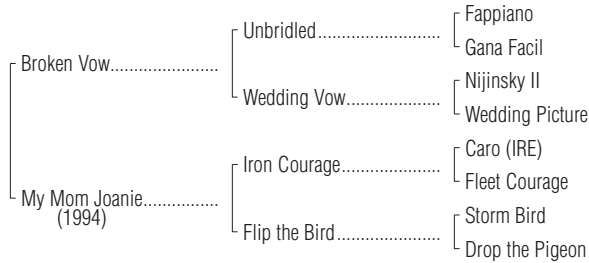 Fappiano
Unbridled
Gana Facil
Broken Vow
Nijinsky II
Wedding Vow
Wedding Picture
Caro (IRE)
Iron Courage
Fleet Courage
My Mom Joanie
(1994)
Storm Bird
Flip the Bird
Drop the Pigeon